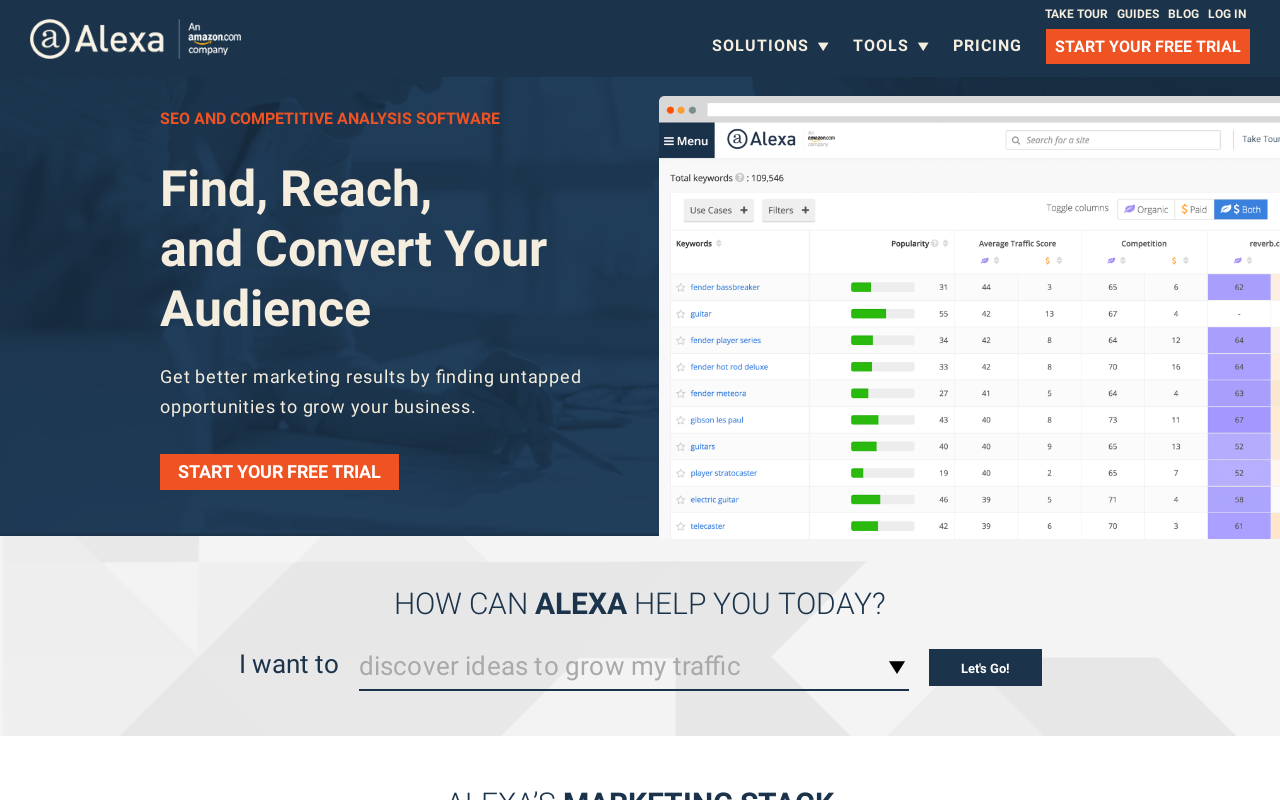 TAKE TOUR GUIDES BLOG LOG IN
@Alexa An amazon.com company
SOLUTIONS ▼ TOOLS ▼ PRICING START YOUR FREE TRIAL
SEO AND COMPETITIVE ANALYSIS SOFTWARE
Find, Reach,
and Convert Your
Audience
Get better marketing results by finding untapped
opportunities to grow your business.
START YOUR FREE TRIAL
Menu Alexa An amazon.com company Search for a site Take Tour
Total keywords : 109,546
Use Cases + Filters + Toggle columns Organic $ Paid $ Both
Keywords Popularity Average Traffic Score Competition reverb.c
$ $
fender bassbreaker 31 44 3 65 6 62
guitar 55 42 13 67 4 -
fender player series 34 42 8 64 12 64
fender hot rod deluxe 33 42 8 70 16 64
fender meteora 27 41 5 64 4 63
gibson les paul 43 40 8 73 11 67
guitars 40 40 9 65 13 52
player stratocaster 19 40 2 65 7 52
electric guitar 46 39 5 71 4 58
telecaster 42 39 6 70 3 61
HOW CAN ALEXA HELP YOU TODAY?
I want to discover ideas to grow my traffic ▼ Let's Go!
ALEXA'S MARKETING STACK